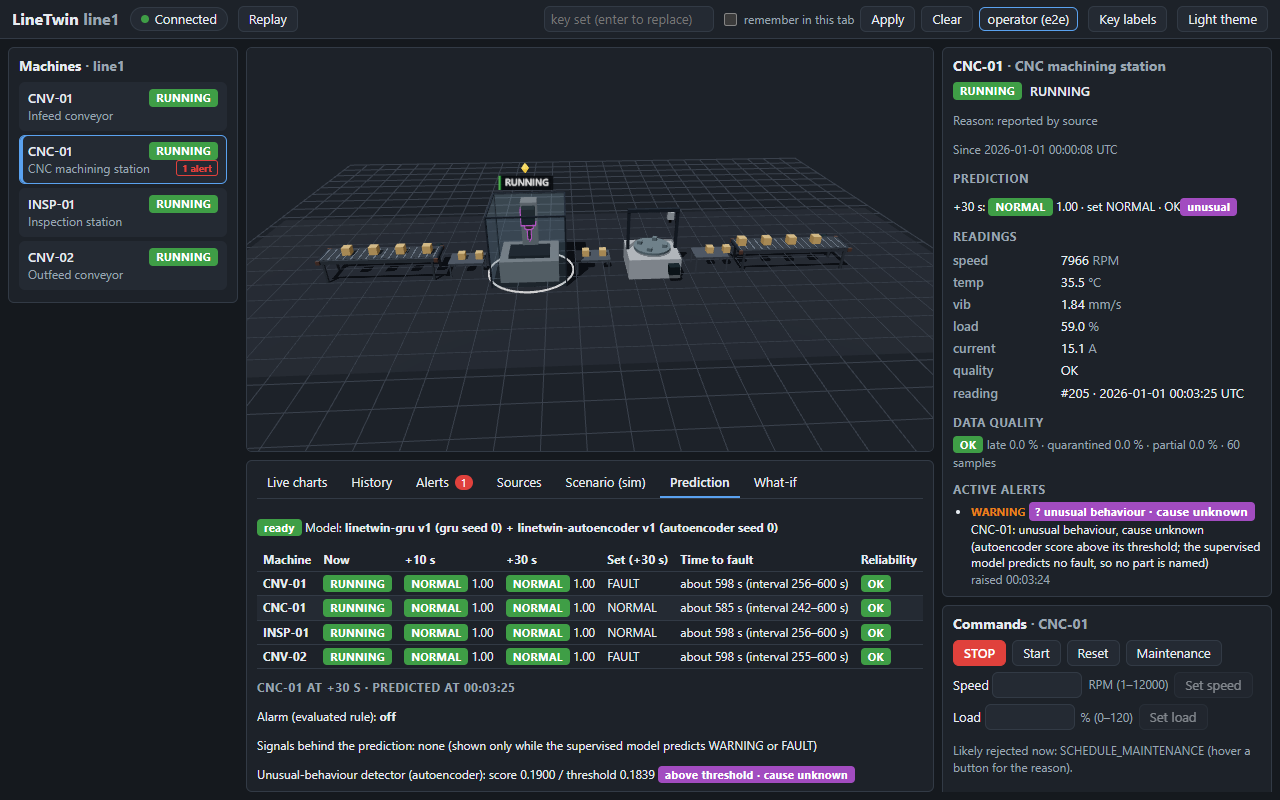 LineTwin line1 Connected Replay key set (enter to replace) remember in this tab Apply Clear operator (e2e) Key labels Light theme
Machines · line1
CNV-01 RUNNING
Infeed conveyor
CNC-01 RUNNING
CNC machining station 1 alert
INSP-01 RUNNING
Inspection station
CNV-02 RUNNING
Outfeed conveyor
RUNNING
Live charts History Alerts 1 Sources Scenario (sim) Prediction What-if
ready Model: linetwin-gru v1 (gru seed 0) + linetwin-autoencoder v1 (autoencoder seed 0)
Machine Now +10 s +30 s Set (+30 s) Time to fault Reliability
CNV-01 RUNNING NORMAL 1.00 NORMAL 1.00 FAULT about 598 s (interval 256–600 s) OK
CNC-01 RUNNING NORMAL 1.00 NORMAL 1.00 NORMAL about 585 s (interval 242–600 s) OK
INSP-01 RUNNING NORMAL 1.00 NORMAL 1.00 NORMAL about 598 s (interval 256–600 s) OK
CNV-02 RUNNING NORMAL 1.00 NORMAL 1.00 FAULT about 598 s (interval 255–600 s) OK
CNC-01 AT +30 S · PREDICTED AT 00:03:25
Alarm (evaluated rule): off
Signals behind the prediction: none (shown only while the supervised model predicts WARNING or FAULT)
Unusual-behaviour detector (autoencoder): score 0.1900 / threshold 0.1839 above threshold · cause unknown
CNC-01 · CNC machining station
RUNNING RUNNING
Reason: reported by source
Since 2026-01-01 00:00:08 UTC
PREDICTION
+30 s: NORMAL 1.00 · set NORMAL · OK unusual
READINGS
speed 7966 RPM
temp 35.5 °C
vib 1.84 mm/s
load 59.0 %
current 15.1 A
quality OK
reading #205 · 2026-01-01 00:03:25 UTC
DATA QUALITY
OK late 0.0 % · quarantined 0.0 % · partial 0.0 % · 60
samples
ACTIVE ALERTS
• WARNING ? unusual behaviour · cause unknown
CNC-01: unusual behaviour, cause unknown
(autoencoder score above its threshold; the supervised
model predicts no fault, so no part is named)
raised 00:03:24
Commands · CNC-01
STOP Start Reset Maintenance
Speed RPM (1–12000) Set speed
Load % (0–120) Set load
Likely rejected now: SCHEDULE_MAINTENANCE (hover a
button for the reason).